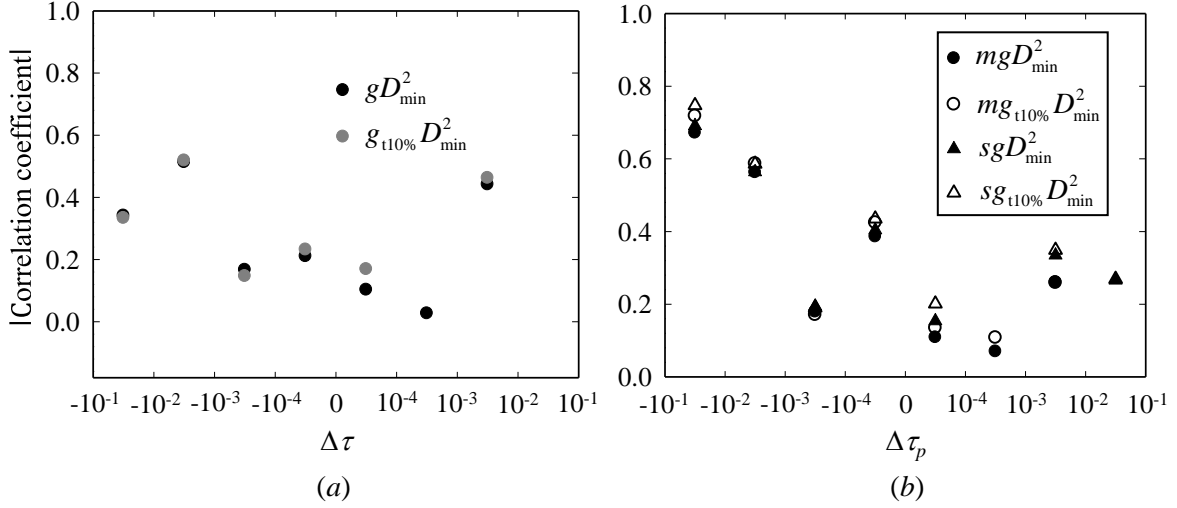 |Correlation coefficient|
1.0
0.8
0.6
0.4
0.2
0.0
gD²min
gt10%D²min
-10⁻¹ -10⁻² -10⁻³ -10⁻⁴ 0 10⁻⁴ 10⁻³ 10⁻² 10⁻¹
Δτ
(a)
1.0
0.8
0.6
0.4
0.2
0.0
mgD²min
mgt10%D²min
sgD²min
sgt10%D²min
-10⁻¹ -10⁻² -10⁻³ -10⁻⁴ 0 10⁻⁴ 10⁻³ 10⁻² 10⁻¹
Δτp
(b)